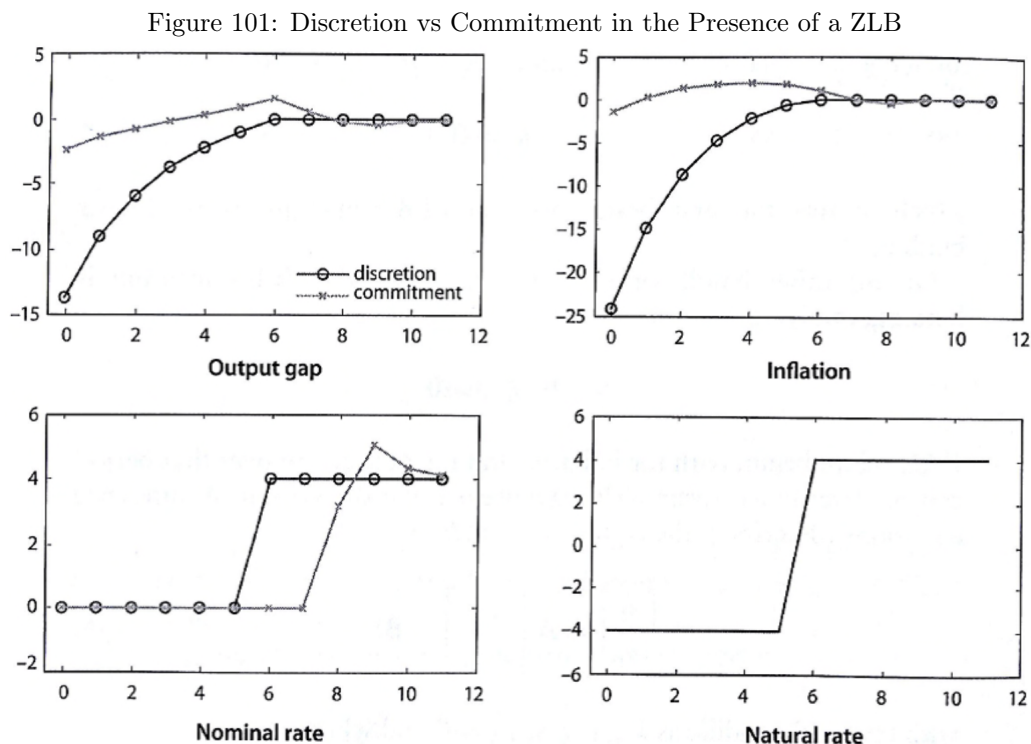 Figure 101: Discretion vs Commitment in the Presence of a ZLB
5
0
−5
−10
−15
discretion
commitment
0 2 4 6 8 10 12
Output gap
5
0
−5
−10
−15
−20
−25
0 2 4 6 8 10 12
Inflation
6
4
2
0
−2
0 2 4 6 8 10 12
Nominal rate
6
4
2
0
−2
−4
−6
0 2 4 6 8 10 12
Natural rate